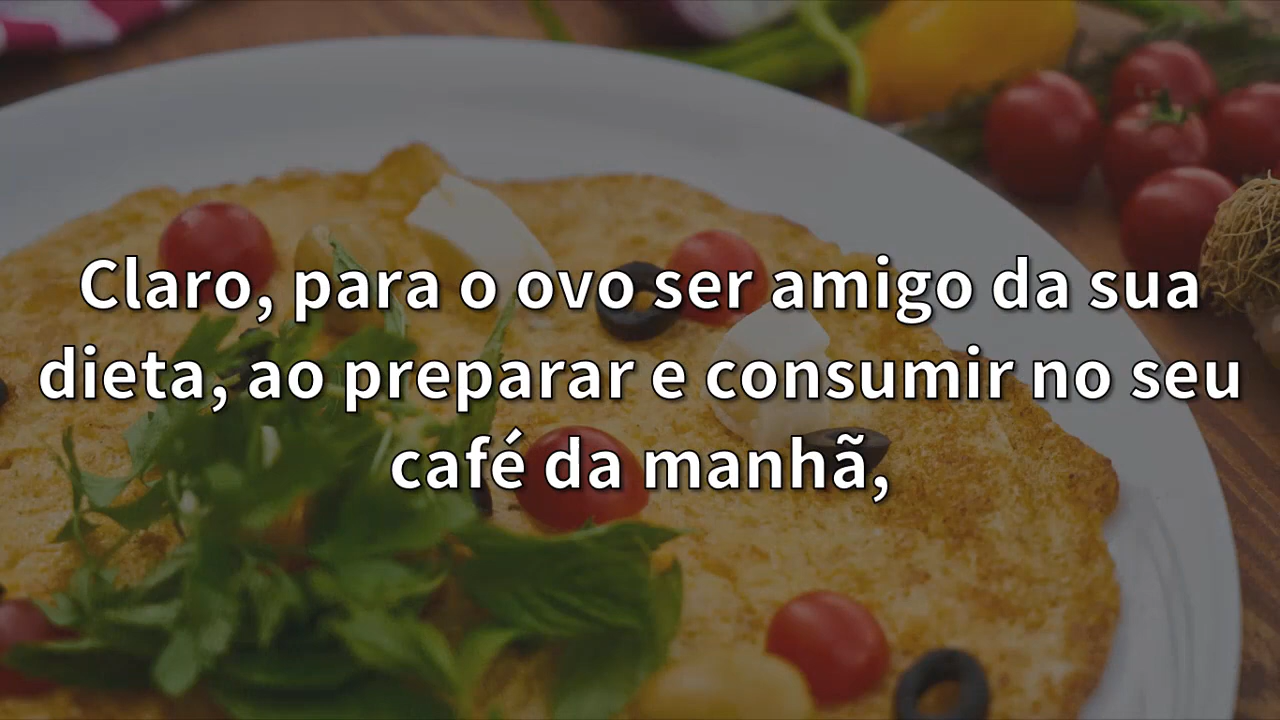 Claro, para o ovo ser amigo da sua
dieta, ao preparar e consumir no seu
café da manhã,